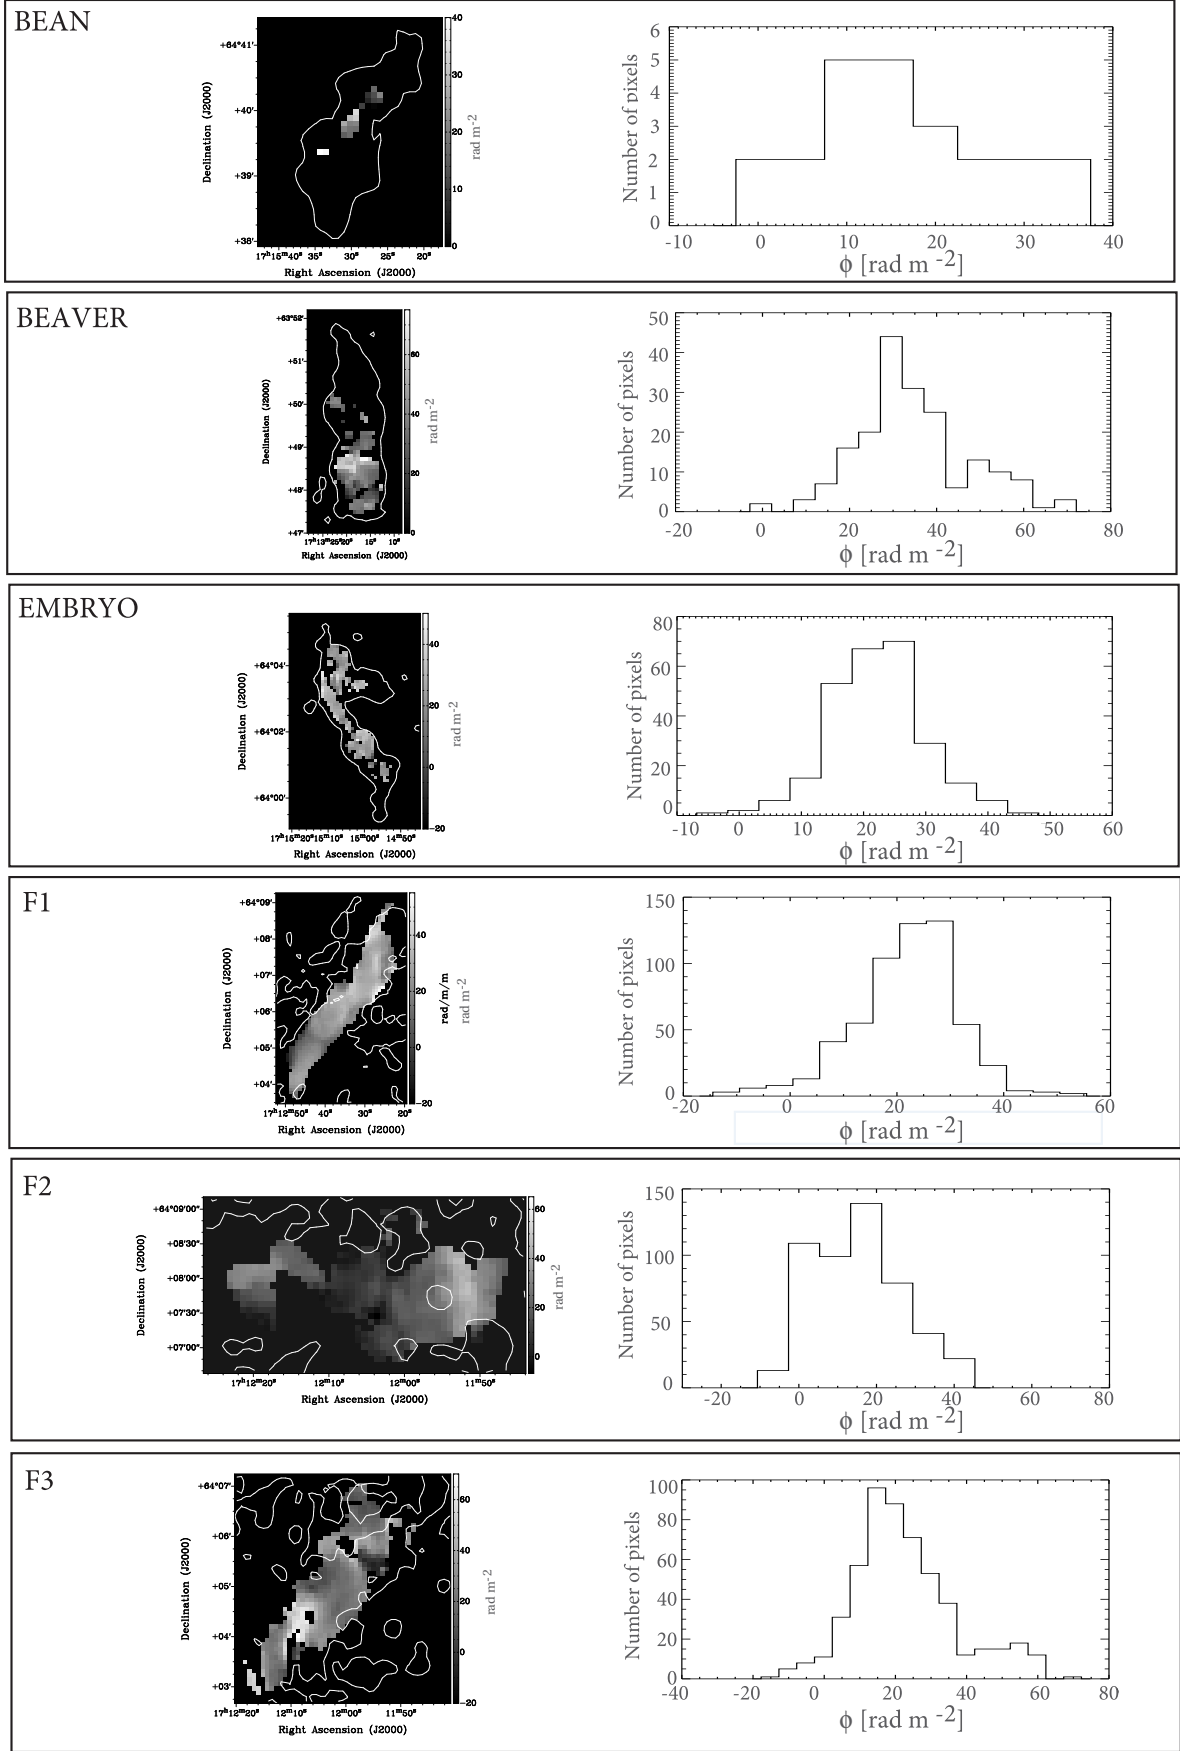 BEAN
Declination (J2000)
+64°41′
+40′
+39′
+38′
17ʰ15ᵐ40ˢ 35ˢ 30ˢ 25ˢ 20ˢ
Right Ascension (J2000)
40
30
20
10
0
rad m-2
Number of pixels
6
5
4
3
2
1
0
-10 0 10 20 30 40
ϕ [rad m -2]
BEAVER
Declination (J2000)
+63°52′
+51′
+50′
+49′
+48′
+47′
17ʰ13ᵐ25ˢ20ˢ 15ˢ 10ˢ
Right Ascension (J2000)
60
40
20
0
rad m-2
Number of pixels
50
40
30
20
10
0
-20 0 20 40 60 80
ϕ [rad m -2]
EMBRYO
Declination (J2000)
+64°04′
+64°02′
+64°00′
17ʰ15ᵐ20ˢ15ᵐ10ˢ 15ᵐ00ˢ 14ᵐ50ˢ
Right Ascension (J2000)
40
20
0
-20
rad m-2
Number of pixels
80
60
40
20
0
-10 0 10 20 30 40 50 60
ϕ [rad m -2]
F1
Declination (J2000)
+64°09′
+08′
+07′
+06′
+05′
+04′
17ʰ12ᵐ50ˢ 40ˢ 30ˢ 20ˢ
Right Ascension (J2000)
40
20
0
-20
rad/m/m
rad m-2
Number of pixels
150
100
50
0
-20 0 20 40 60
ϕ [rad m -2]
F2
Declination (J2000)
+64°09′00″
+08′30″
+08′00″
+07′30″
+07′00″
17ʰ12ᵐ20ˢ 12ᵐ10ˢ 12ᵐ00ˢ 11ᵐ50ˢ
Right Ascension (J2000)
60
40
20
0
rad m-2
Number of pixels
150
100
50
0
-20 0 20 40 60 80
ϕ [rad m -2]
F3
Declination (J2000)
+64°07′
+06′
+05′
+04′
+03′
17ʰ12ᵐ20ˢ 12ᵐ10ˢ 12ᵐ00ˢ 11ᵐ50ˢ
Right Ascension (J2000)
60
40
20
0
-20
rad m-2
Number of pixels
100
80
60
40
20
0
-40 -20 0 20 40 60 80
ϕ [rad m -2]